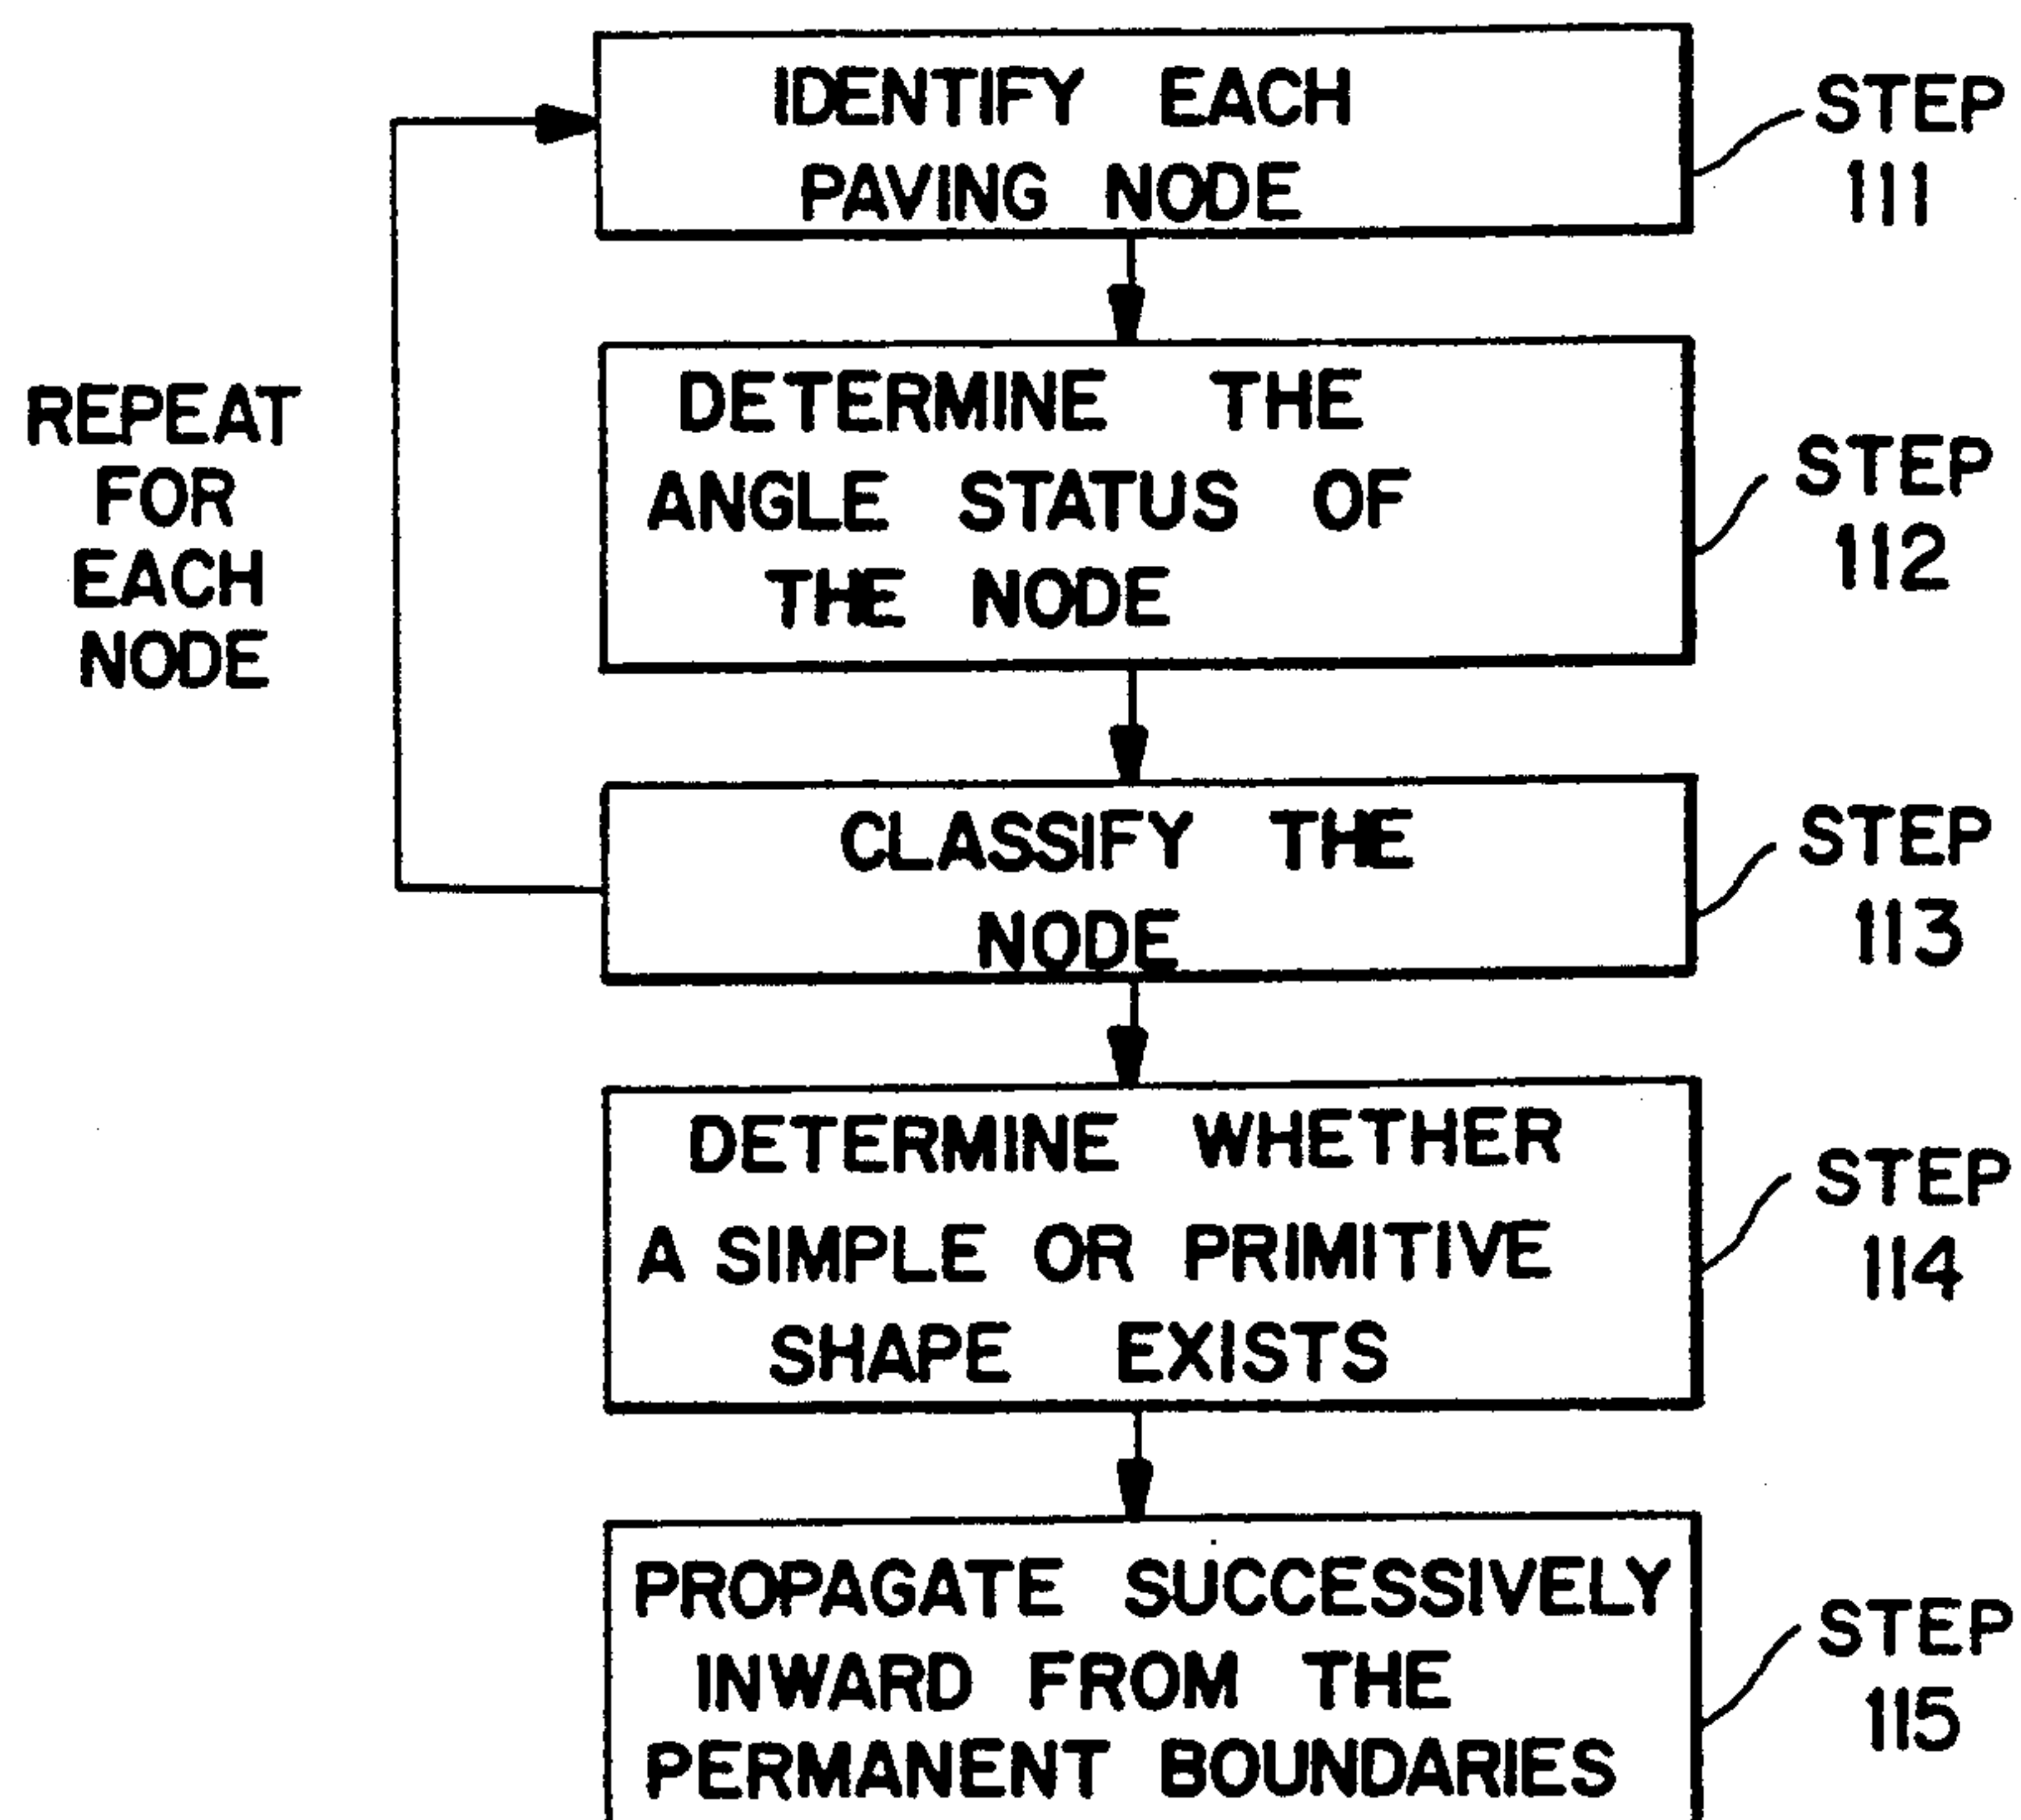 IDENTIFY EACH
PAVING NODE
STEP
111
DETERMINE THE
ANGLE STATUS OF
THE NODE
STEP
112
REPEAT
FOR
EACH
NODE
CLASSIFY THE
NODE
STEP
113
DETERMINE WHETHER
A SIMPLE OR PRIMITIVE
SHAPE EXISTS
STEP
114
PROPAGATE SUCCESSIVELY
INWARD FROM THE
PERMANENT BOUNDARIES
STEP
115